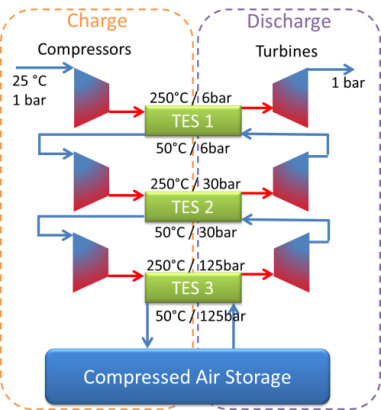 Charge
Discharge
Compressors
Turbines
25 °C
1 bar
1 bar
250°C / 6bar
TES 1
50°C / 6bar
250°C / 30bar
TES 2
50°C / 30bar
250°C / 125bar
TES 3
50°C / 125bar
Compressed Air Storage